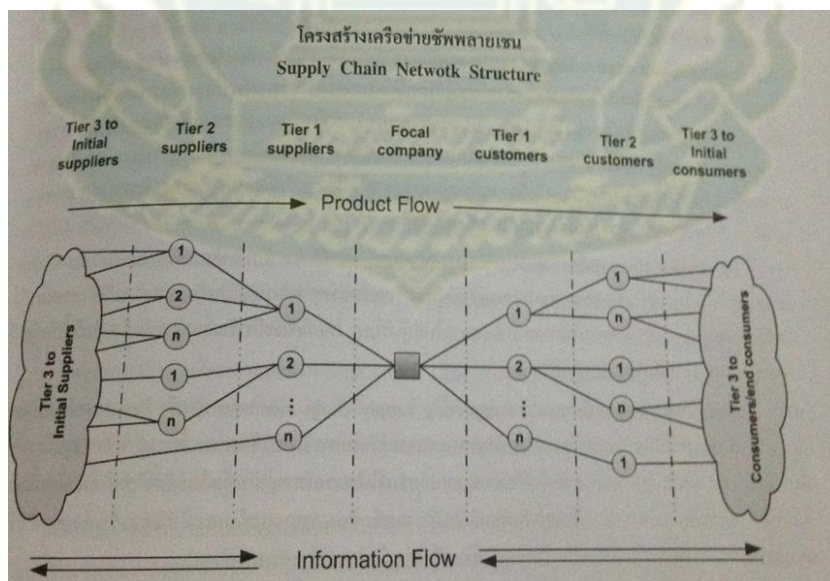 โครงสร้างเครือข่ายซัพพลายเชน
Supply Chain Netwotk Structure
Tier 3 to
Initial
suppliers
Tier 2
suppliers
Tier 1
suppliers
Focal
company
Tier 1
customers
Tier 2
customers
Tier 3 to
Initial
consumers
Product Flow
Tier 3 to
Initial Suppliers
1
2
n
1
n
1
2
n
1
2
n
1
n
1
n
1
Tier 3 to
Consumers/end consumers
Information Flow